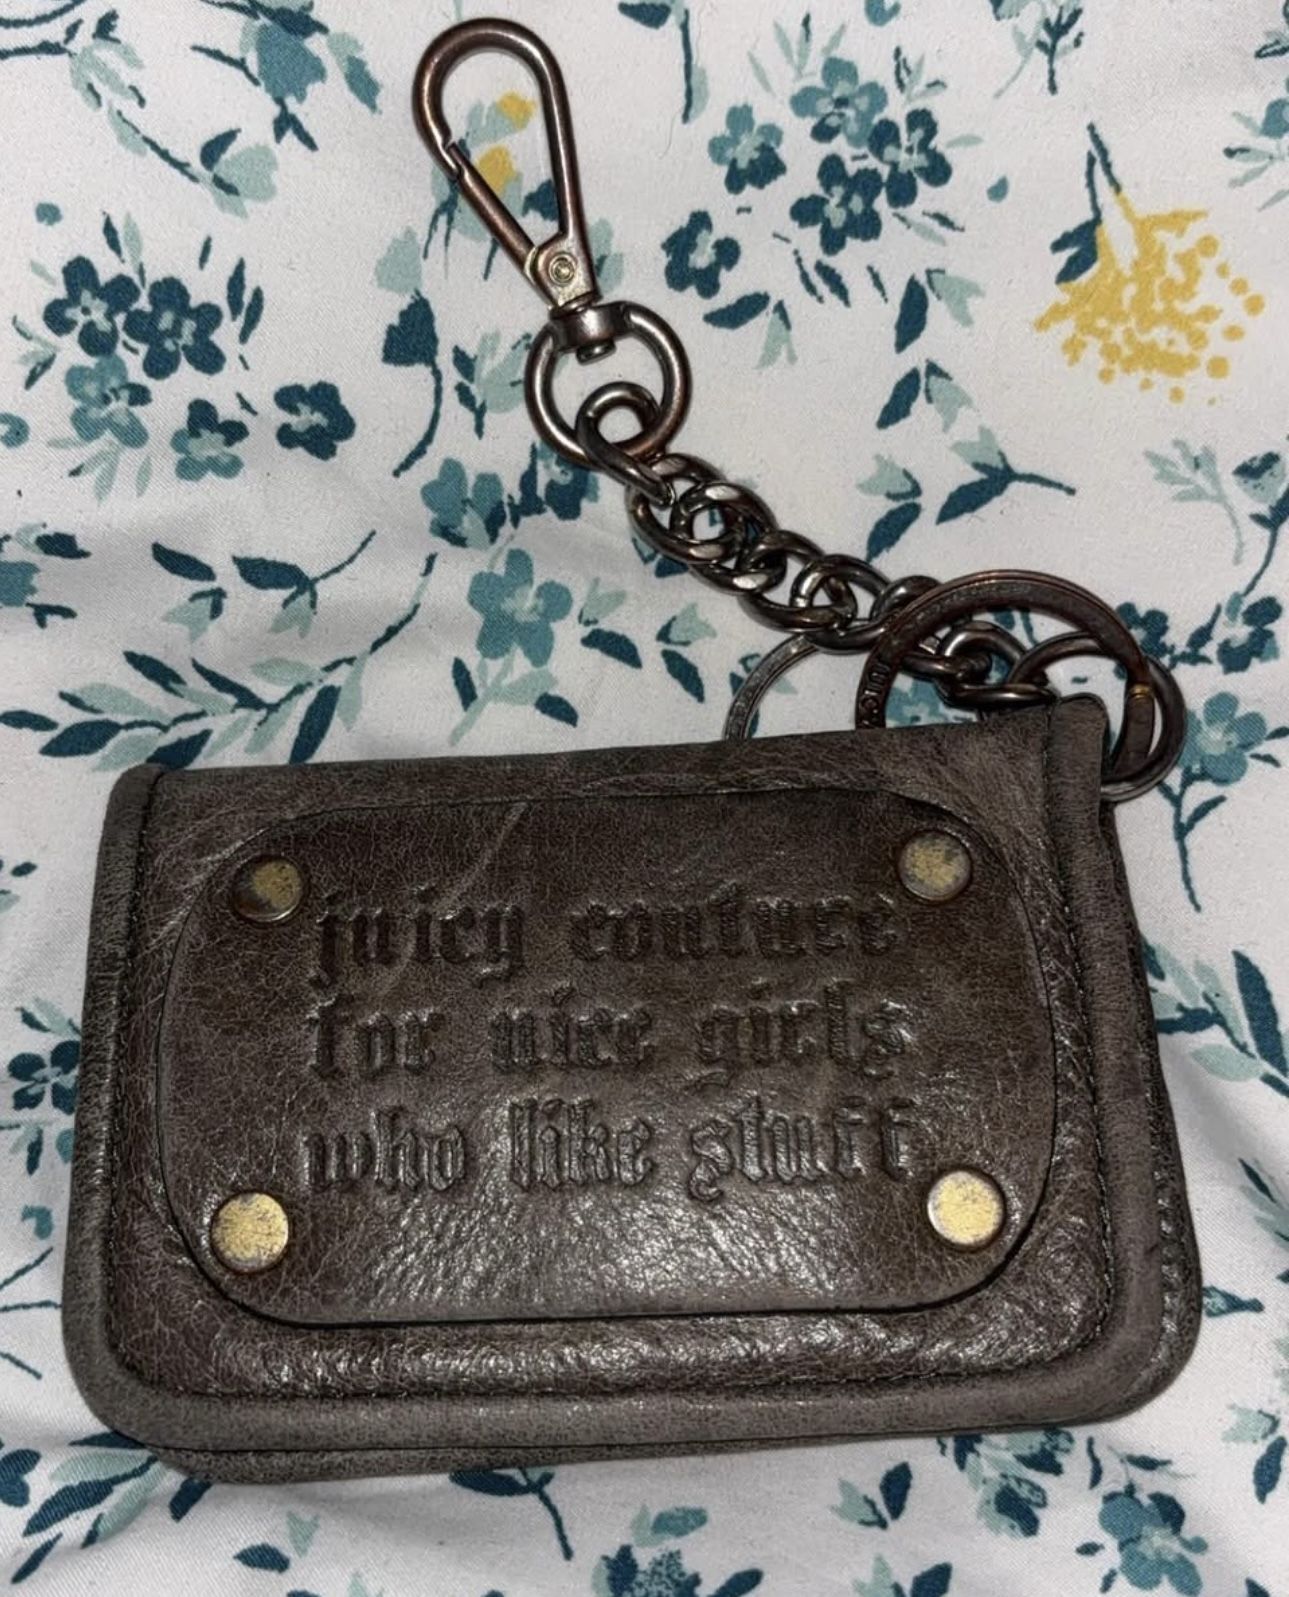 juicy couture
for nice girls
who like stuff